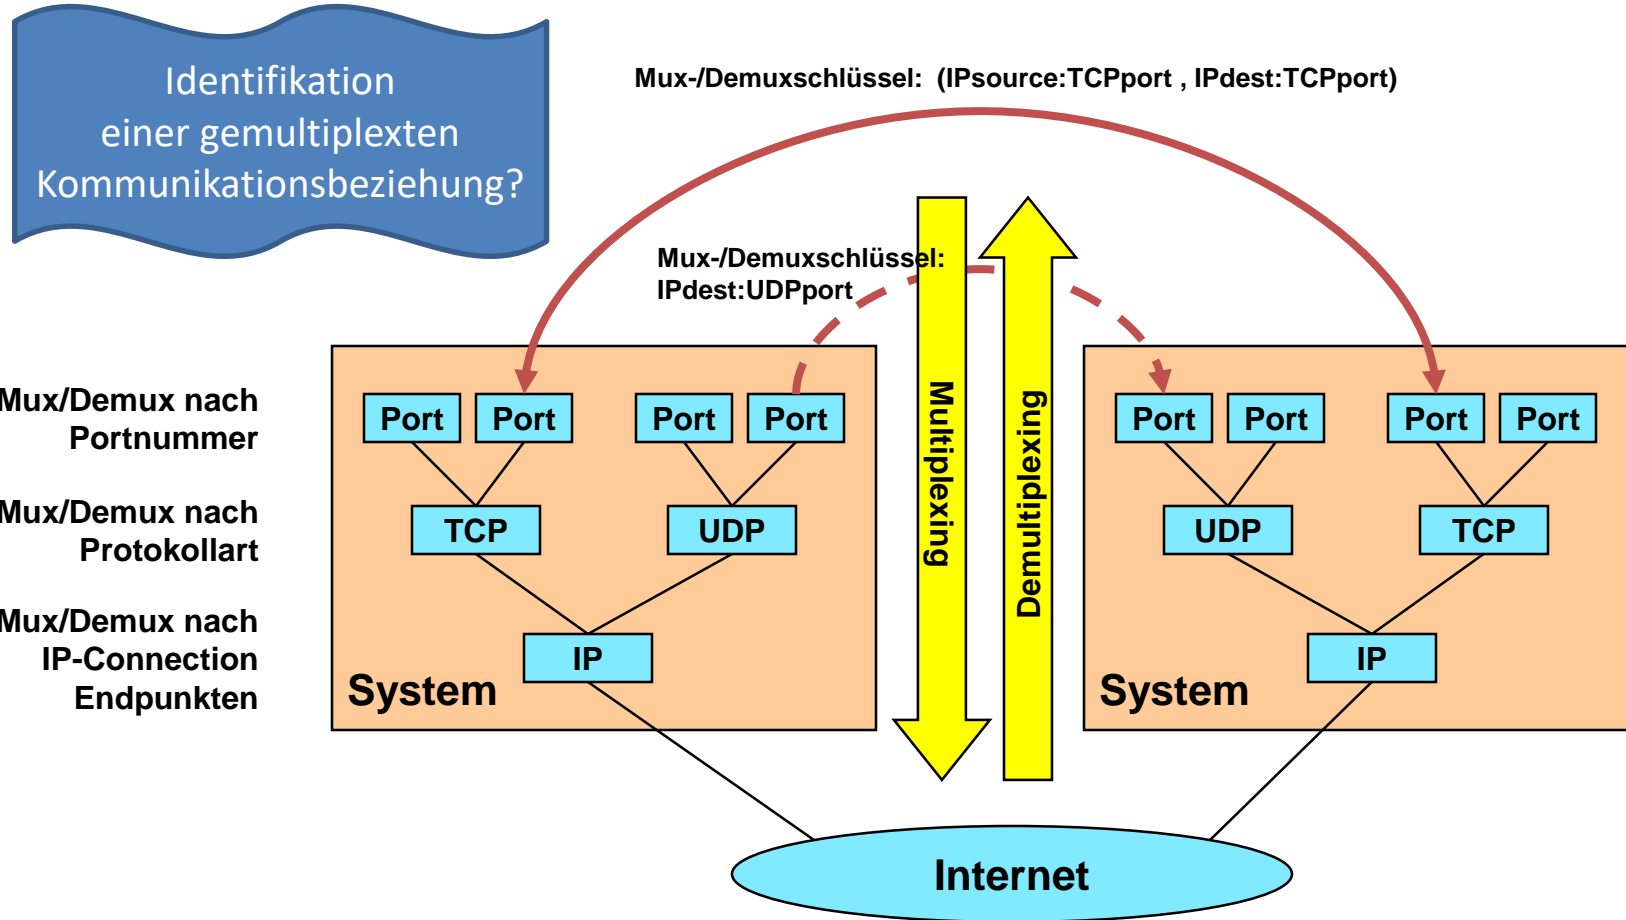 Identifikation
einer gemultiplexten
Kommunikationsbeziehung?
Mux-/Demuxschlüssel: (IPsource:TCPport , IPdest:TCPport)
Mux-/Demuxschlüssel:
IPdest:UDPport
Mux/Demux nach
Portnummer
Mux/Demux nach
Protokollart
Mux/Demux nach
IP-Connection
Endpunkten
Port Port Port Port
TCP UDP
IP
System
Multiplexing
Demultiplexing
Port Port Port Port
UDP TCP
IP
System
Internet